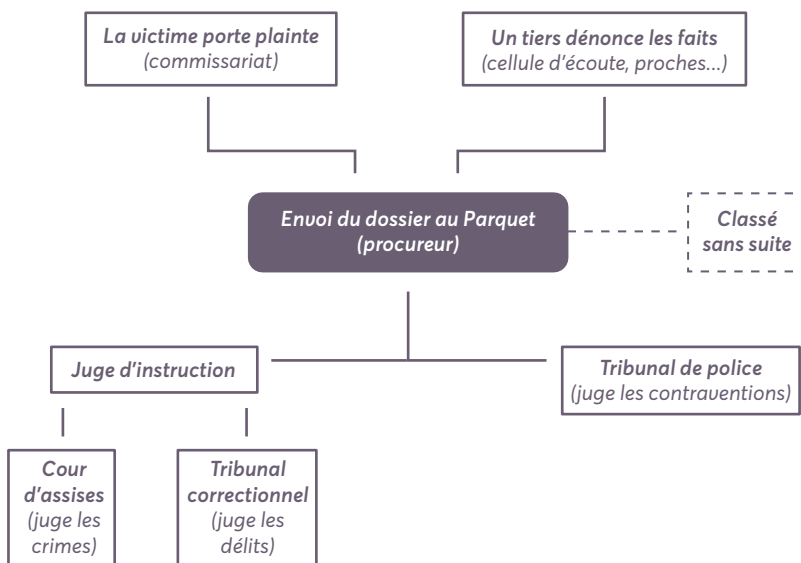 La victime porte plainte
(commissariat)
Un tiers dénonce les faits
(cellule d'écoute, proches...)
Envoi du dossier au Parquet
(procureur)
Classé
sans suite
Juge d'instruction
Tribunal de police
(juge les contraventions)
Cour
d'assises
(juge les
crimes)
Tribunal
correctionnel
(juge les
délits)